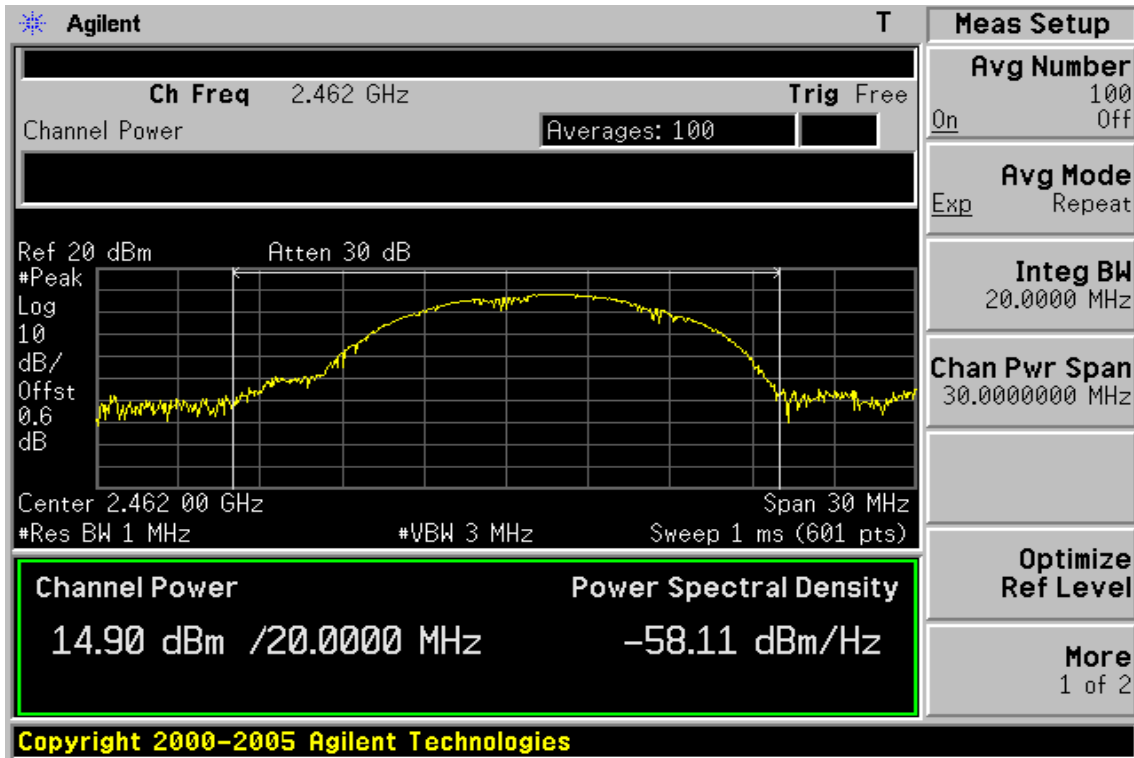 Agilent T
Ch Freq 2.462 GHz Trig Free
Channel Power Averages: 100
Ref 20 dBm Atten 30 dB
#Peak
Log
10
dB/
Offst
0.6
dB
Center 2.462 00 GHz Span 30 MHz
#Res BW 1 MHz #VBW 3 MHz Sweep 1 ms (601 pts)
Channel Power Power Spectral Density
14.90 dBm /20.0000 MHz -58.11 dBm/Hz
Copyright 2000-2005 Agilent Technologies
Meas Setup
Avg Number
100
On Off
Avg Mode
Exp Repeat
Integ BW
20.0000 MHz
Chan Pwr Span
30.0000000 MHz
Optimize
Ref Level
More
1 of 2